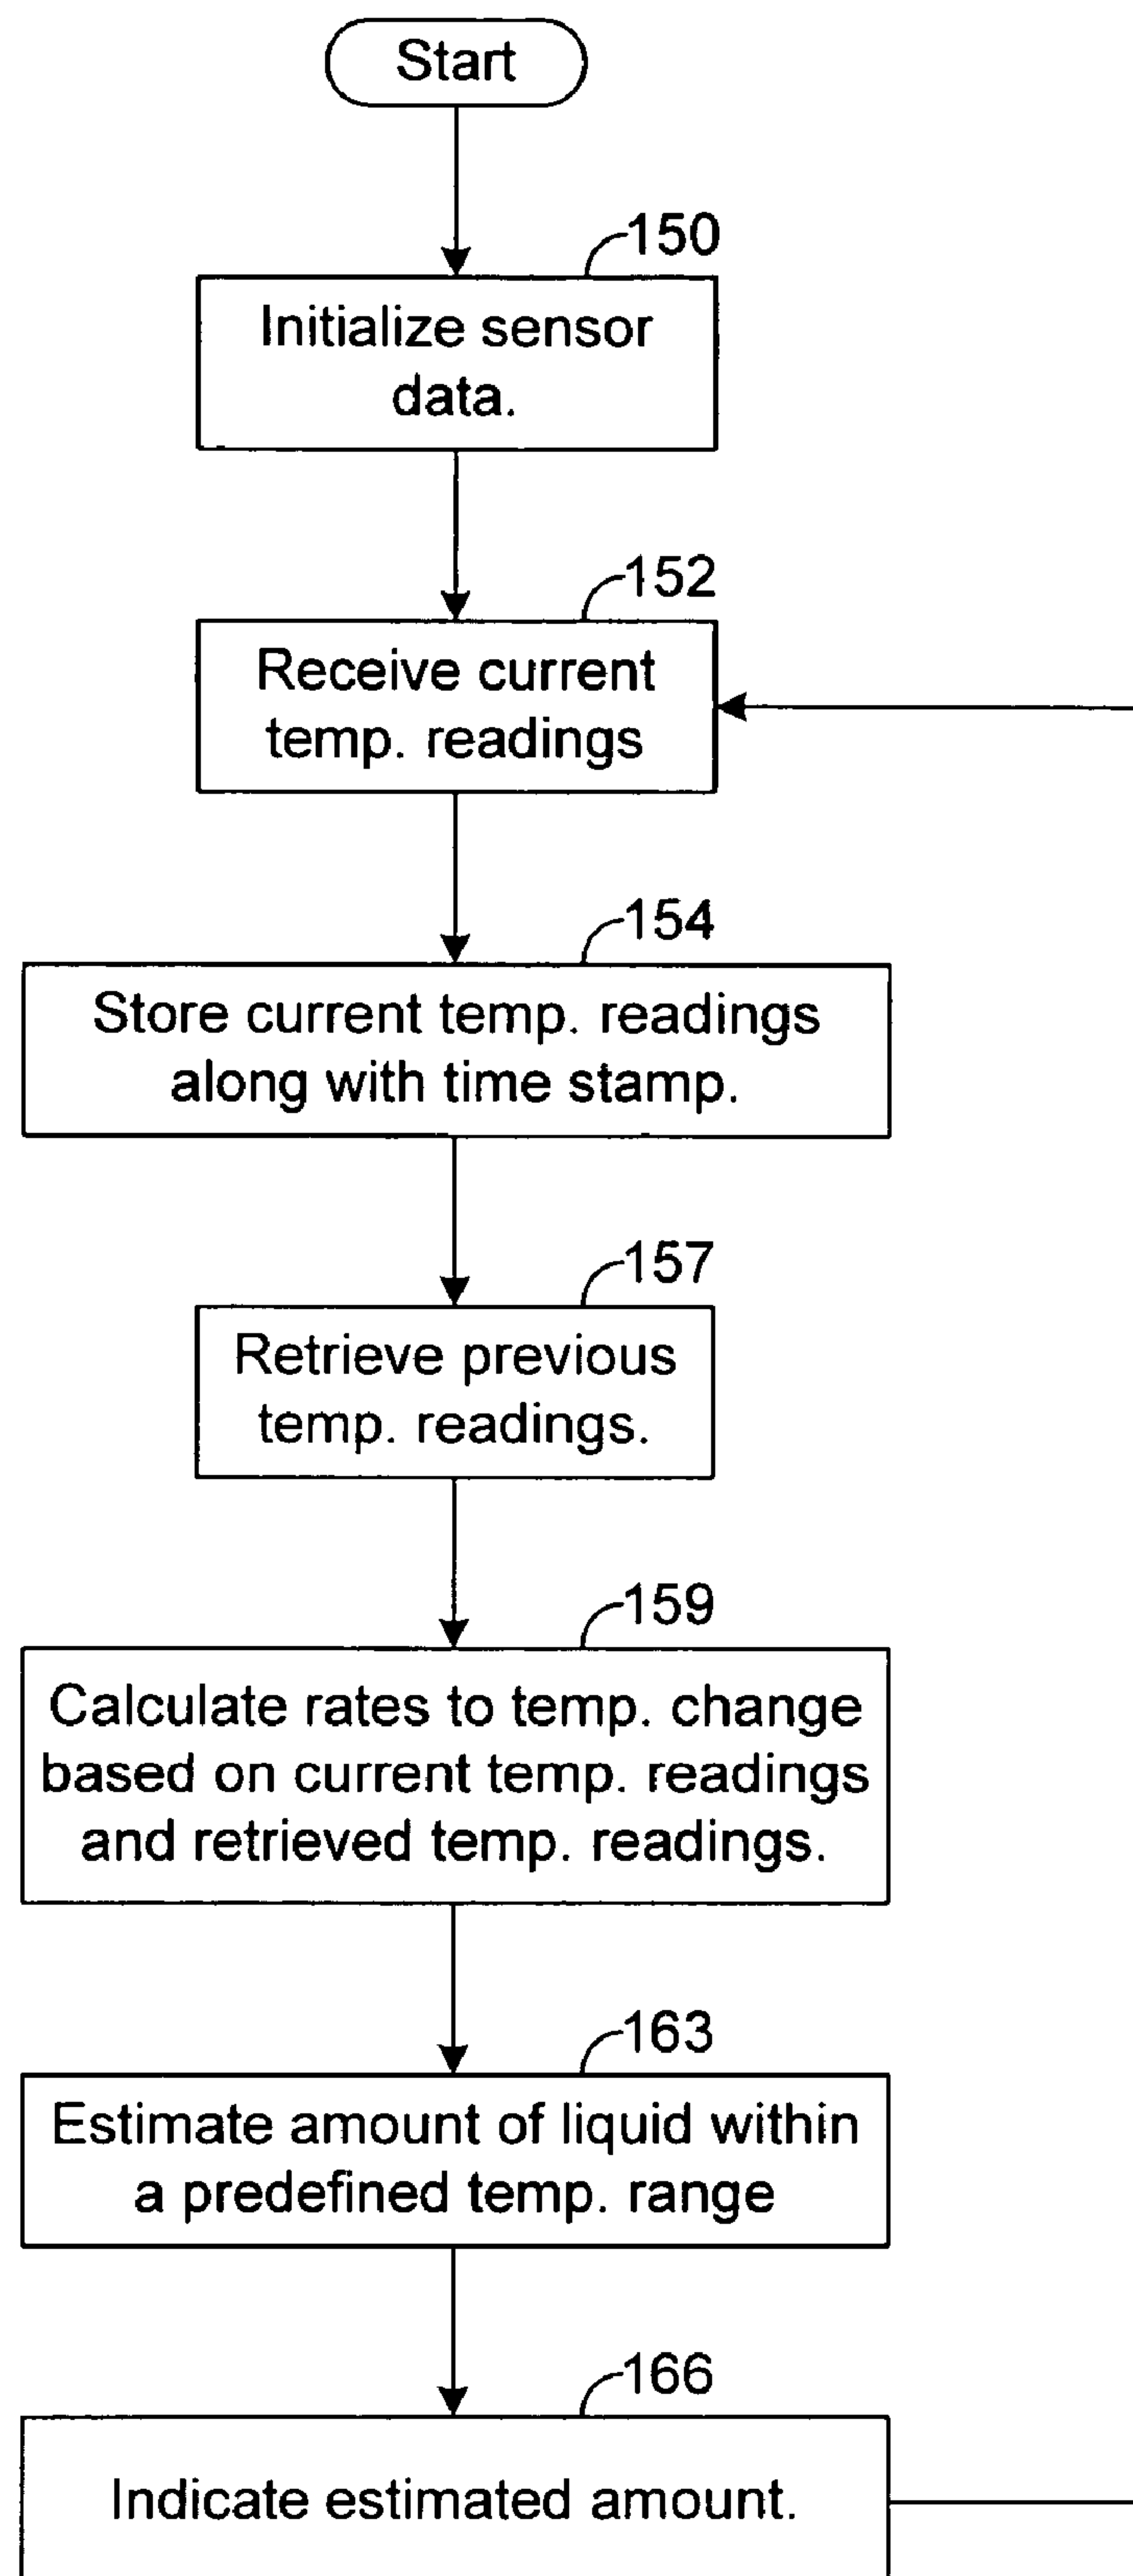 Start
150
Initialize sensor
data.
152
Receive current
temp. readings
154
Store current temp. readings
along with time stamp.
157
Retrieve previous
temp. readings.
159
Calculate rates to temp. change
based on current temp. readings
and retrieved temp. readings.
163
Estimate amount of liquid within
a predefined temp. range
166
Indicate estimated amount.